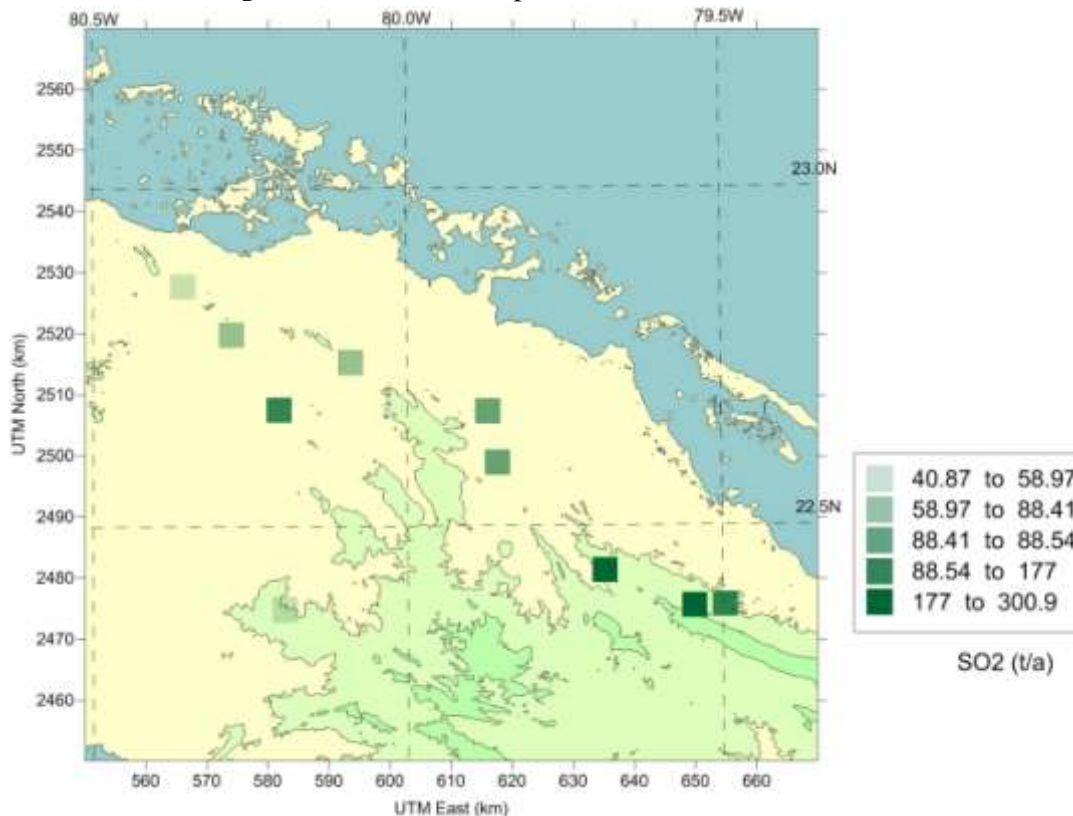 80.5W 80.0W 79.5W
2560
2550
23.0N
2540
2530
2520
2510
UTM North (km)
2500
22.5N
2490
2480
2470
2460
560 570 580 590 600 610 620 630 640 650 660
UTM East (km)
40.87 to 58.97
58.97 to 88.41
88.41 to 88.54
88.54 to 177
177 to 300.9
SO2 (t/a)